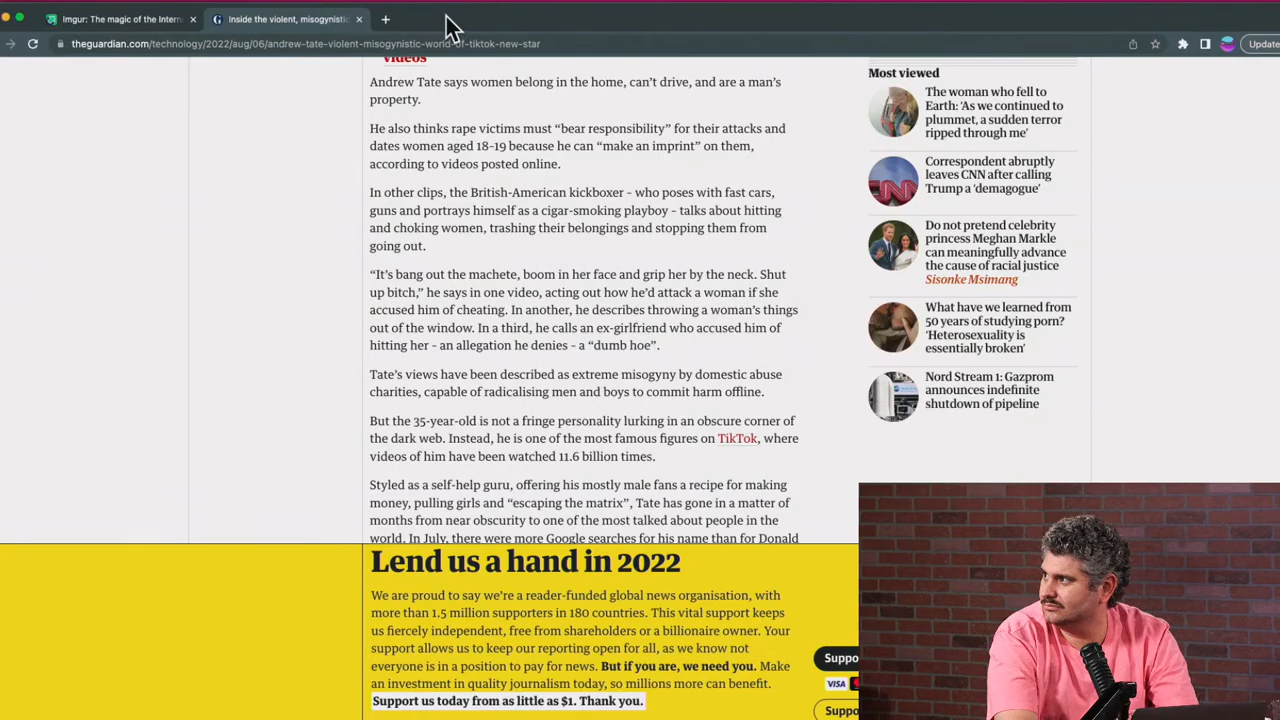 Imgur: The magic of the Intern
Inside the violent, misogynistic
theguardian.com/technology/2022/aug/06/andrew-tate-violent-misogynistic-world-of-tiktok-new-star
Update
videos
Andrew Tate says women belong in the home, can’t drive, and are a man’s
property.
He also thinks rape victims must “bear responsibility” for their attacks and
dates women aged 18–19 because he can “make an imprint” on them,
according to videos posted online.
In other clips, the British-American kickboxer – who poses with fast cars,
guns and portrays himself as a cigar-smoking playboy – talks about hitting
and choking women, trashing their belongings and stopping them from
going out.
“It’s bang out the machete, boom in her face and grip her by the neck. Shut
up bitch,” he says in one video, acting out how he’d attack a woman if she
accused him of cheating. In another, he describes throwing a woman’s things
out of the window. In a third, he calls an ex-girlfriend who accused him of
hitting her – an allegation he denies – a “dumb hoe”.
Tate’s views have been described as extreme misogyny by domestic abuse
charities, capable of radicalising men and boys to commit harm offline.
But the 35-year-old is not a fringe personality lurking in an obscure corner of
the dark web. Instead, he is one of the most famous figures on TikTok, where
videos of him have been watched 11.6 billion times.
Styled as a self-help guru, offering his mostly male fans a recipe for making
money, pulling girls and “escaping the matrix”, Tate has gone in a matter of
months from near obscurity to one of the most talked about people in the
world. In July, there were more Google searches for his name than for Donald
Most viewed
The woman who fell to
Earth: ‘As we continued to
plummet, a sudden terror
ripped through me’
CNN
Correspondent abruptly
leaves CNN after calling
Trump a ‘demagogue’
Do not pretend celebrity
princess Meghan Markle
can meaningfully advance
the cause of racial justice
Sisonke Msimang
What have we learned from
50 years of studying porn?
‘Heterosexuality is
essentially broken’
Nord Stream 1: Gazprom
announces indefinite
shutdown of pipeline
Lend us a hand in 2022
We are proud to say we’re a reader-funded global news organisation, with
more than 1.5 million supporters in 180 countries. This vital support keeps
us fiercely independent, free from shareholders or a billionaire owner. Your
support allows us to keep our reporting open for all, as we know not
everyone is in a position to pay for news. But if you are, we need you. Make
an investment in quality journalism today, so millions more can benefit.
Support us today from as little as $1. Thank you.
Suppo
VISA
Suppo